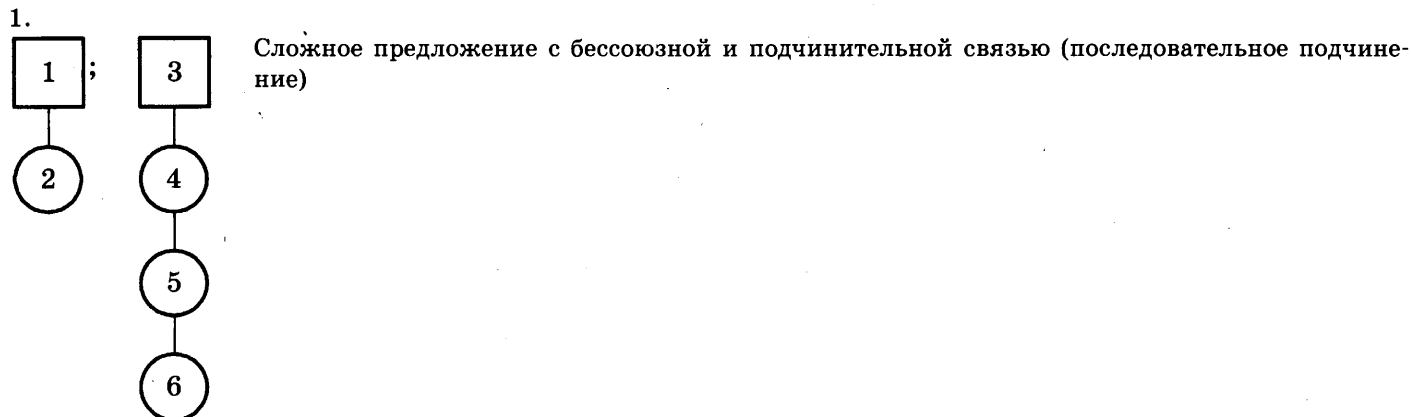 1.
1 ; 3 Сложное предложение с бессоюзной и подчинительной связью (последовательное подчине-
ние)
2 4
5
6